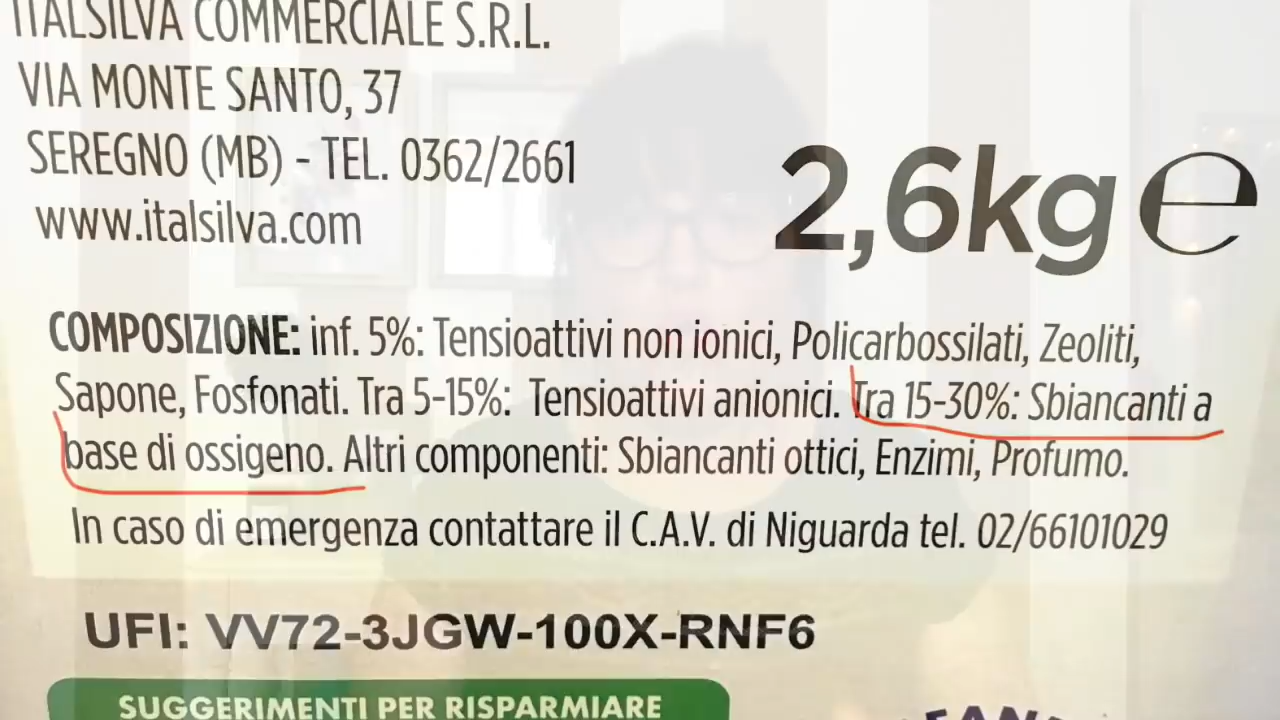 ITALSILVA COMMERCIALE S.R.L.
VIA MONTE SANTO, 37
SEREGNO (MB) - TEL. 0362/2661
www.italsilva.com
2,6kg e
COMPOSIZIONE: inf. 5%: Tensioattivi non ionici, Policarbossilati, Zeoliti,
Sapone, Fosfonati. Tra 5-15%: Tensioattivi anionici. Tra 15-30%: Sbiancanti a
base di ossigeno. Altri componenti: Sbiancanti ottici, Enzimi, Profumo.
In caso di emergenza contattare il C.A.V. di Niguarda tel. 02/66101029
UFI: VV72-3JGW-100X-RNF6
SUGGERIMENTI PER RISPARMIARE